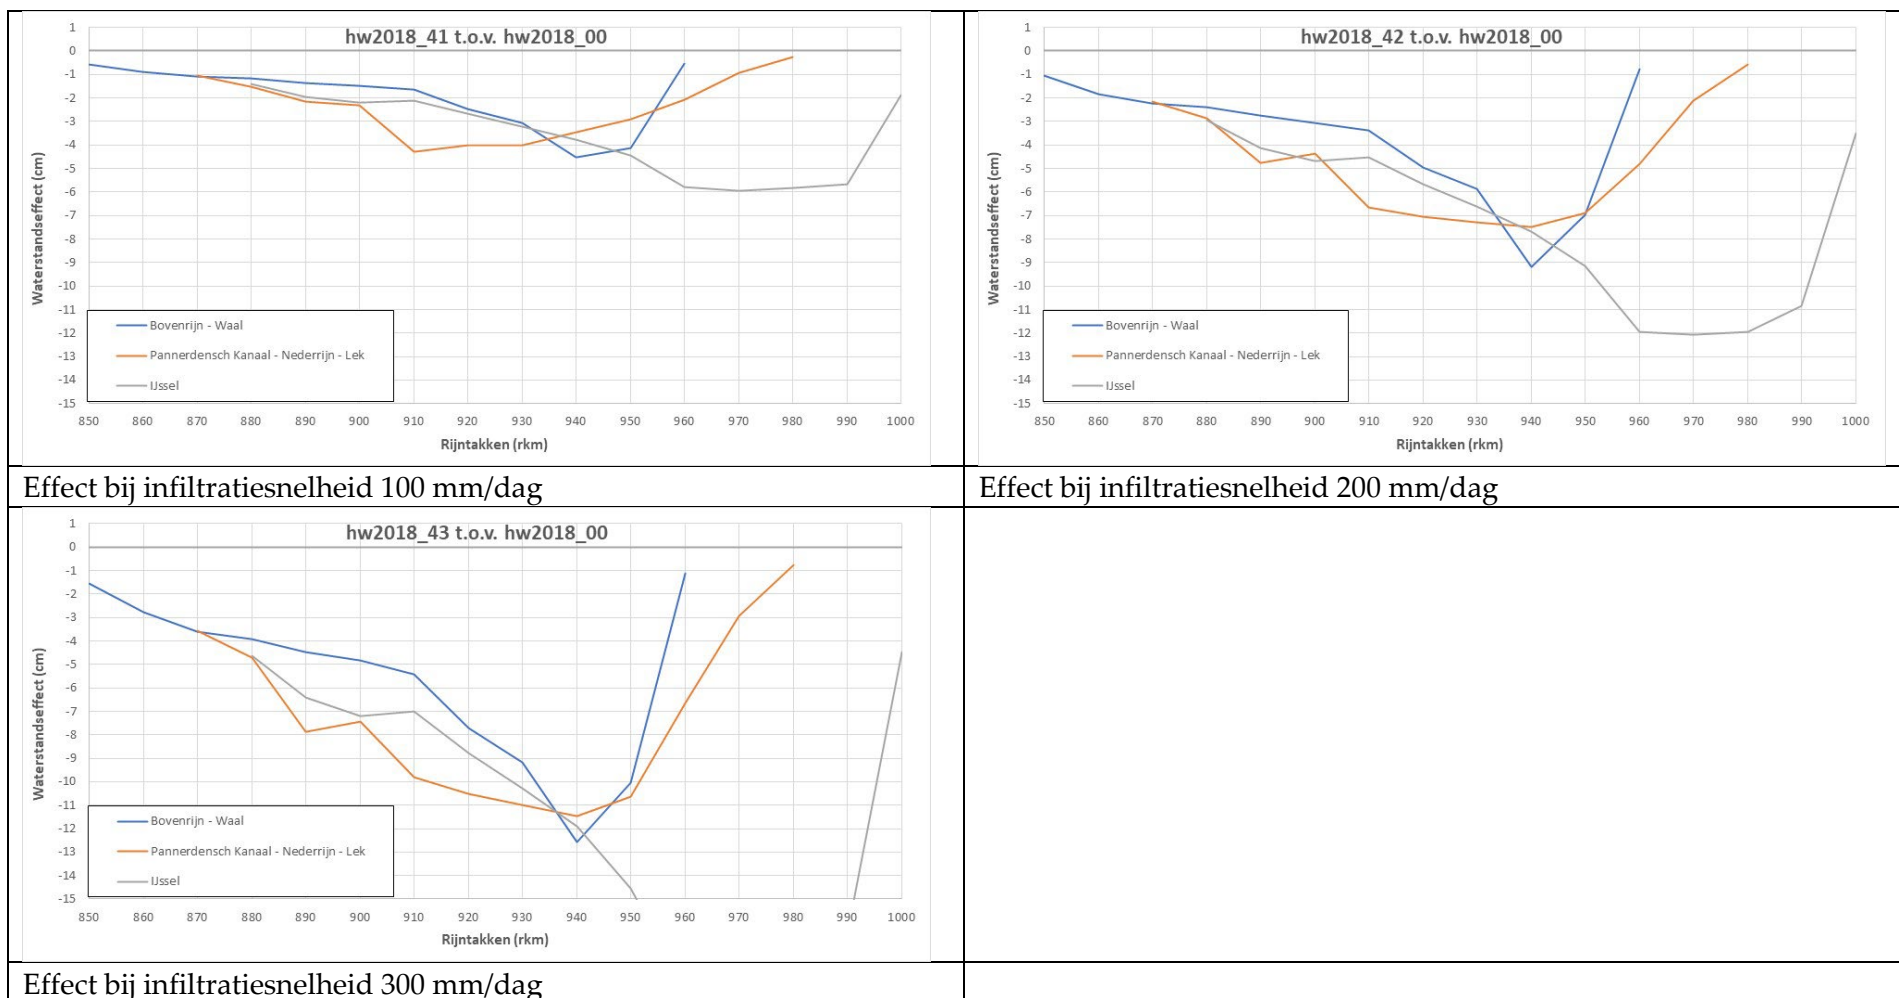 hw2018_41 t.o.v. hw2018_00
1
0
-1
-2
-3
-4
-5
-6
-7
-8
-9
-10
-11
-12
-13
-14
-15
Waterstandseffect (cm)
Bovenrijn - Waal
Pannerdensch Kanaal - Nederrijn - Lek
IJssel
850 860 870 880 890 900 910 920 930 940 950 960 970 980 990 1000
Rijntakken (rkm)
Effect bij infiltratiesnelheid 100 mm/dag
hw2018_42 t.o.v. hw2018_00
1
0
-1
-2
-3
-4
-5
-6
-7
-8
-9
-10
-11
-12
-13
-14
-15
Waterstandseffect (cm)
Bovenrijn - Waal
Pannerdensch Kanaal - Nederrijn - Lek
IJssel
850 860 870 880 890 900 910 920 930 940 950 960 970 980 990 1000
Rijntakken (rkm)
Effect bij infiltratiesnelheid 200 mm/dag
hw2018_43 t.o.v. hw2018_00
1
0
-1
-2
-3
-4
-5
-6
-7
-8
-9
-10
-11
-12
-13
-14
-15
Waterstandseffect (cm)
Bovenrijn - Waal
Pannerdensch Kanaal - Nederrijn - Lek
IJssel
850 860 870 880 890 900 910 920 930 940 950 960 970 980 990 1000
Rijntakken (rkm)
Effect bij infiltratiesnelheid 300 mm/dag